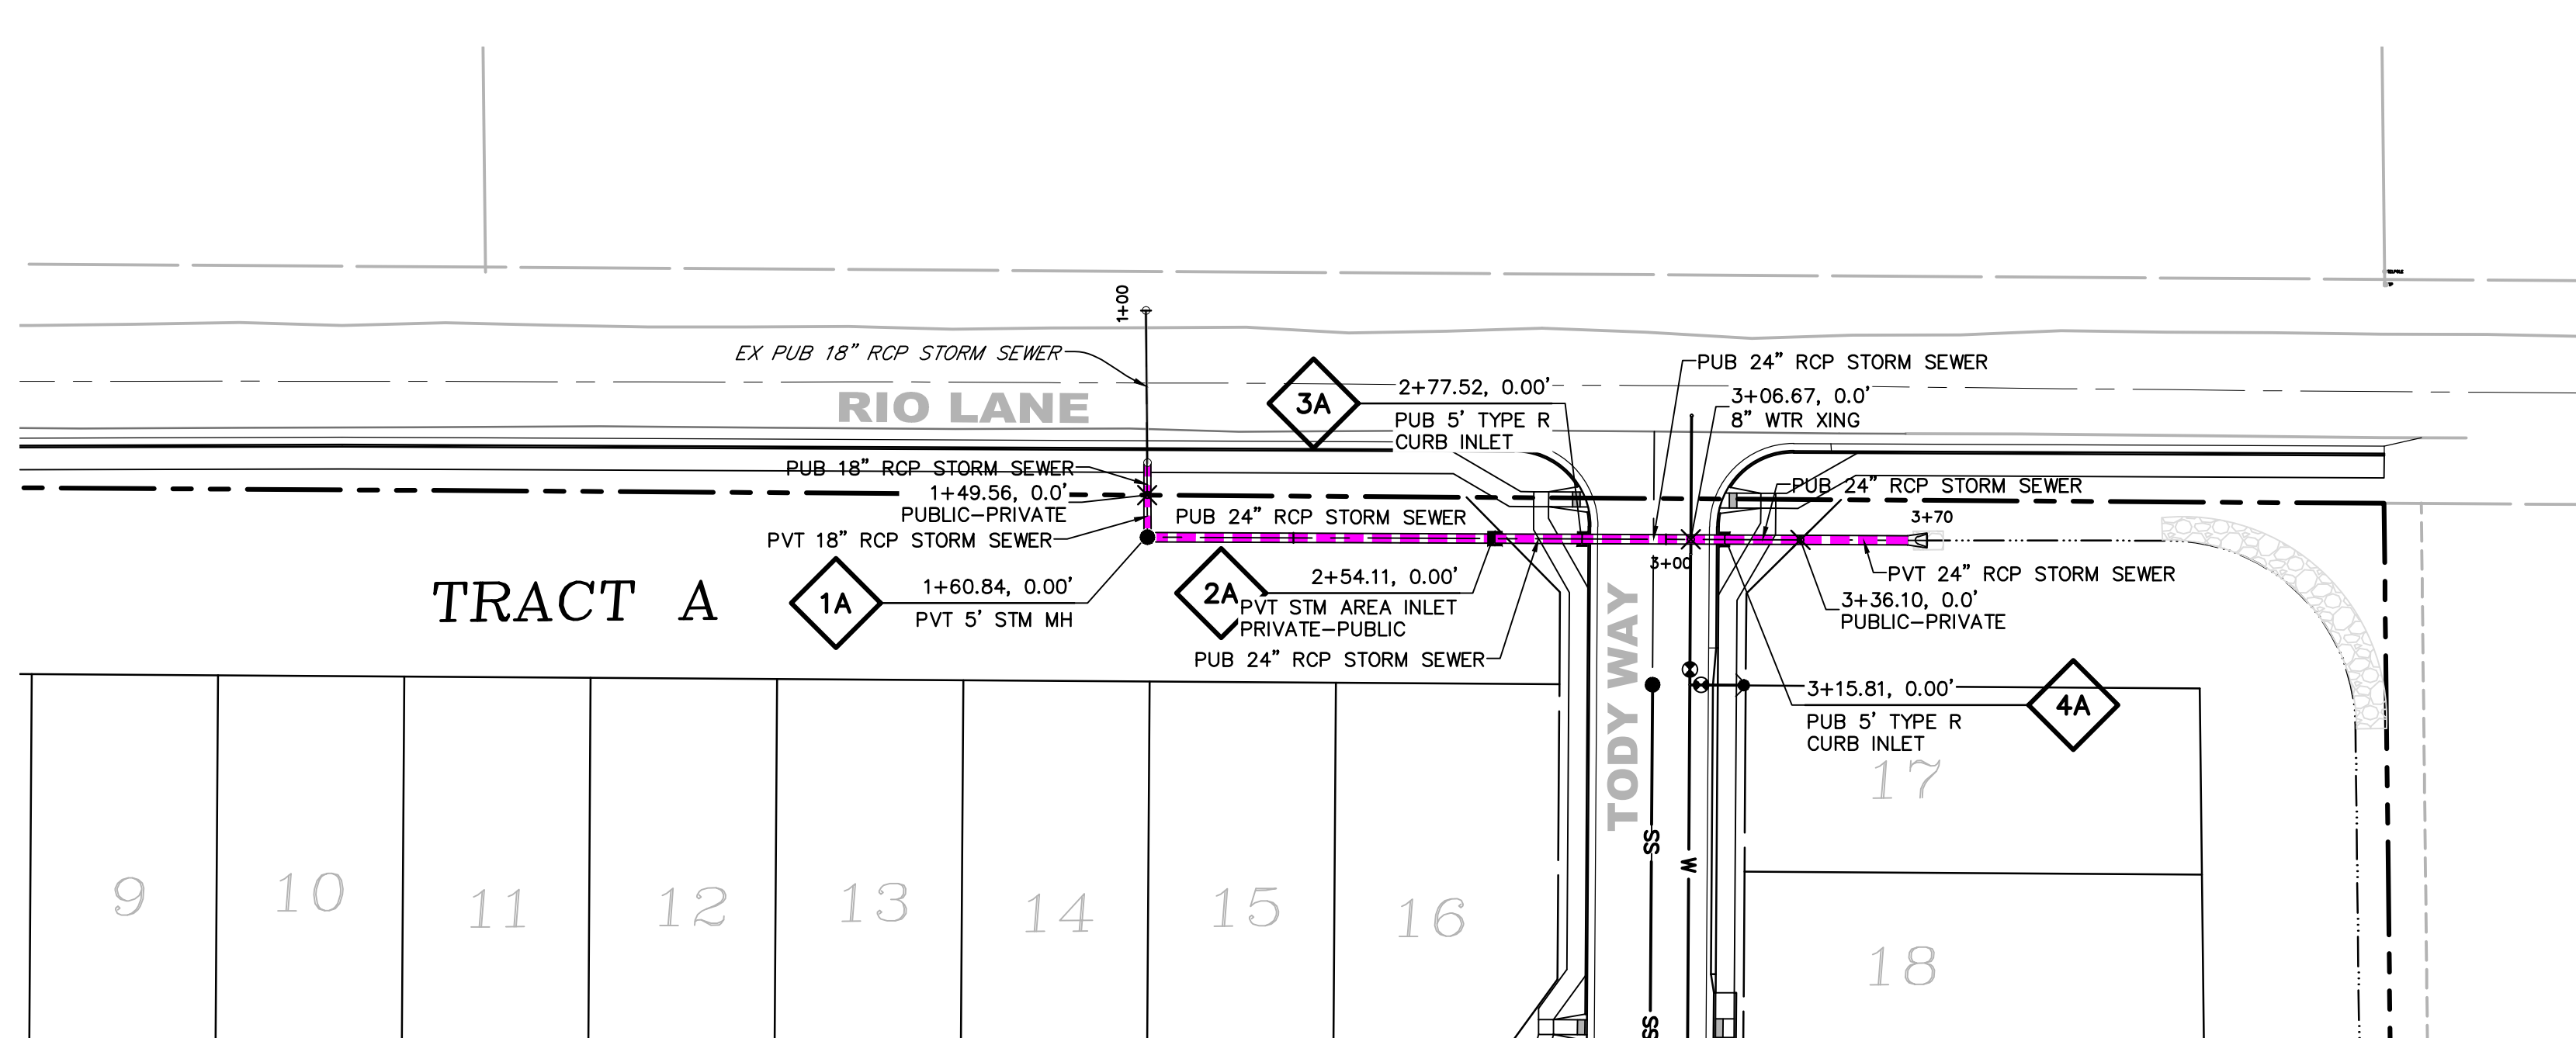 1+00
EX PUB 18" RCP STORM SEWER
RIO LANE
3A
2+77.52, 0.00'
PUB 5' TYPE R
CURB INLET
PUB 24" RCP STORM SEWER
3+06.67, 0.0'
8" WTR XING
PUB 18" RCP STORM SEWER
1+49.56, 0.0'
PUBLIC-PRIVATE
PVT 18" RCP STORM SEWER
PUB 24" RCP STORM SEWER
PUB 24" RCP STORM SEWER
3+70
3+00
TRACT A
1A
1+60.84, 0.00'
PVT 5' STM MH
2A
2+54.11, 0.00'
PVT STM AREA INLET
PRIVATE-PUBLIC
PUB 24" RCP STORM SEWER
PVT 24" RCP STORM SEWER
3+36.10, 0.0'
PUBLIC-PRIVATE
TODY WAY
3+15.81, 0.00'
PUB 5' TYPE R
CURB INLET
4A
SS
W
SS
9
10
11
12
13
14
15
16
17
18